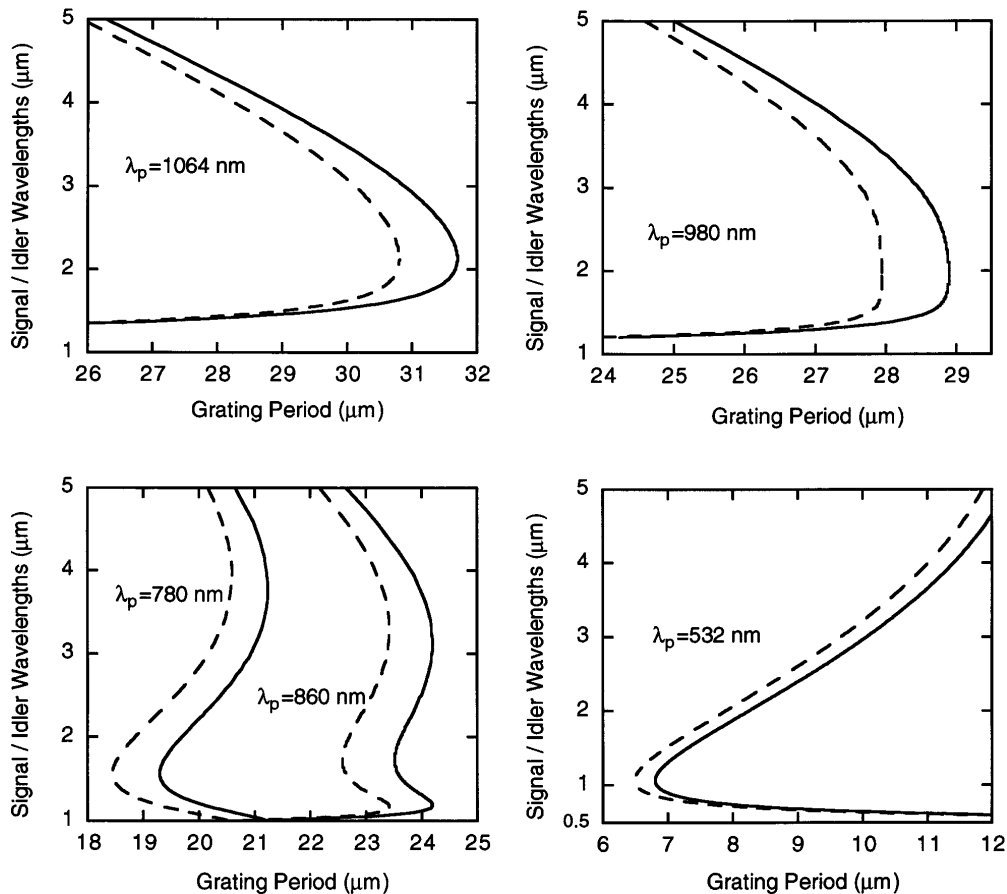 Signal / Idler Wavelengths (μm)
5
4
3
2
1
λp=1064 nm
26 27 28 29 30 31 32
Grating Period (μm)
Signal / Idler Wavelengths (μm)
5
4
3
2
1
λp=980 nm
24 25 26 27 28 29
Grating Period (μm)
Signal / Idler Wavelengths (μm)
5
4
3
2
1
λp=780 nm
λp=860 nm
18 19 20 21 22 23 24 25
Grating Period (μm)
Signal / Idler Wavelengths (μm)
5
4
3
2
1
0.5
λp=532 nm
6 7 8 9 10 11 12
Grating Period (μm)